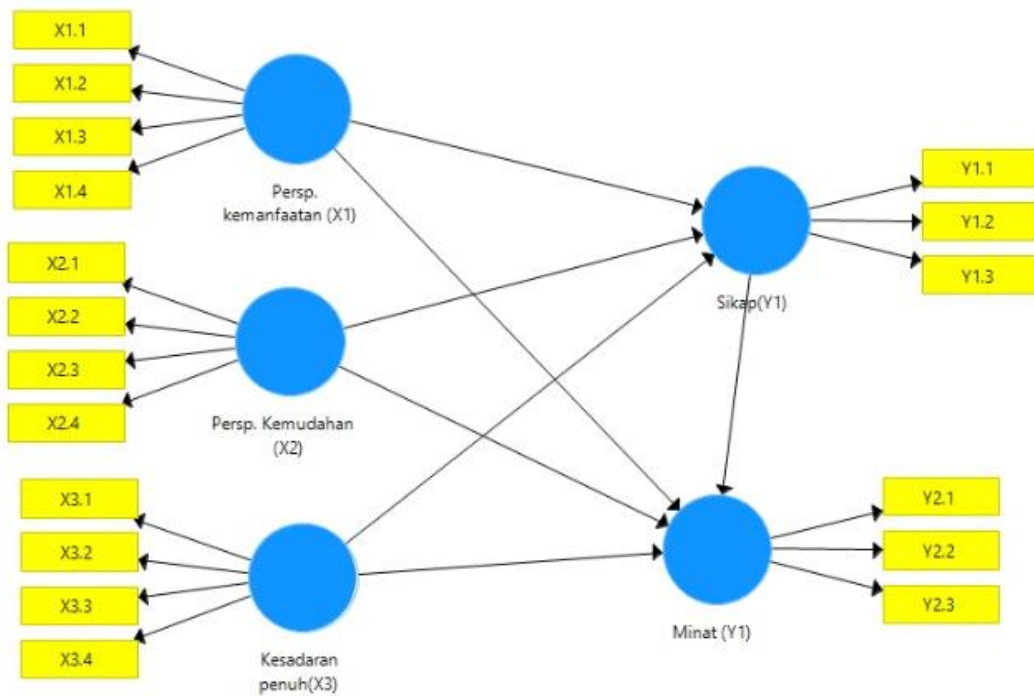 X1.1
X1.2
X1.3
X1.4
Persp.
kemanfaatan (X1)
X2.1
X2.2
X2.3
X2.4
Persp. Kemudahan
(X2)
X3.1
X3.2
X3.3
X3.4
Kesadaran
penuh(X3)
Y1.1
Y1.2
Y1.3
Sikap(Y1)
Y2.1
Y2.2
Y2.3
Minat (Y1)